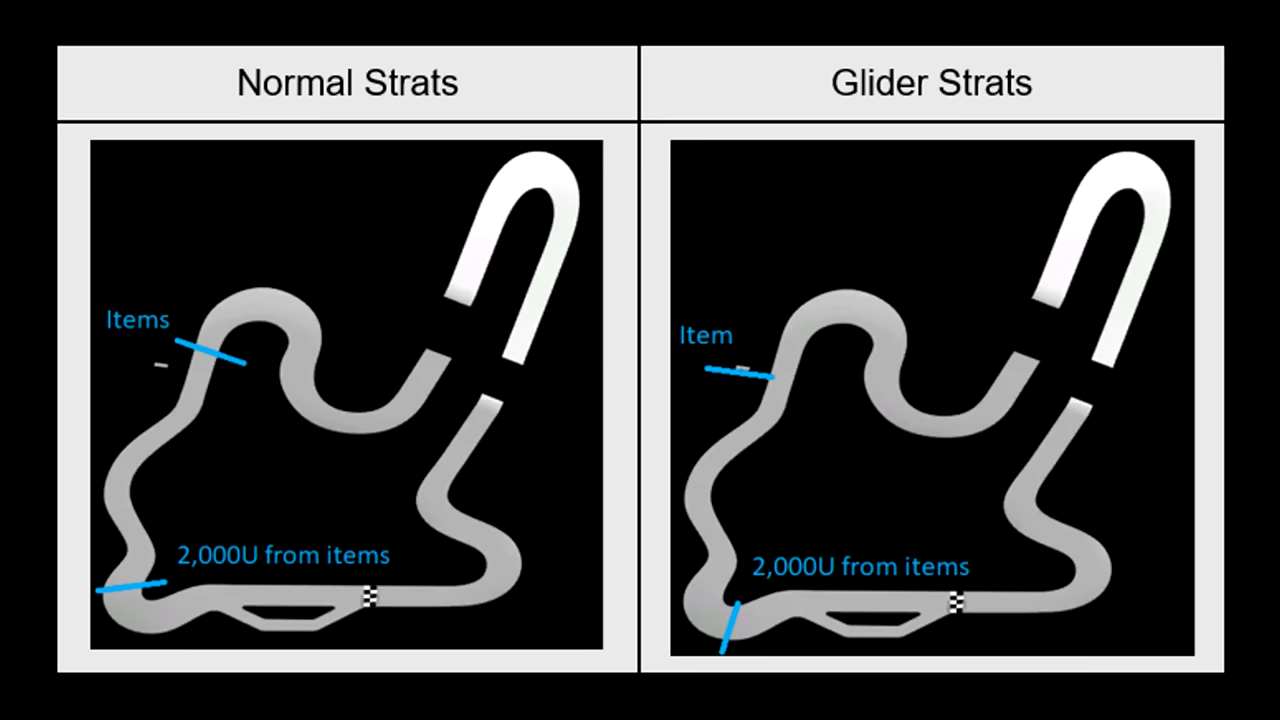 Normal Strats
Glider Strats
Items
2,000U from items
Item
2,000U from items